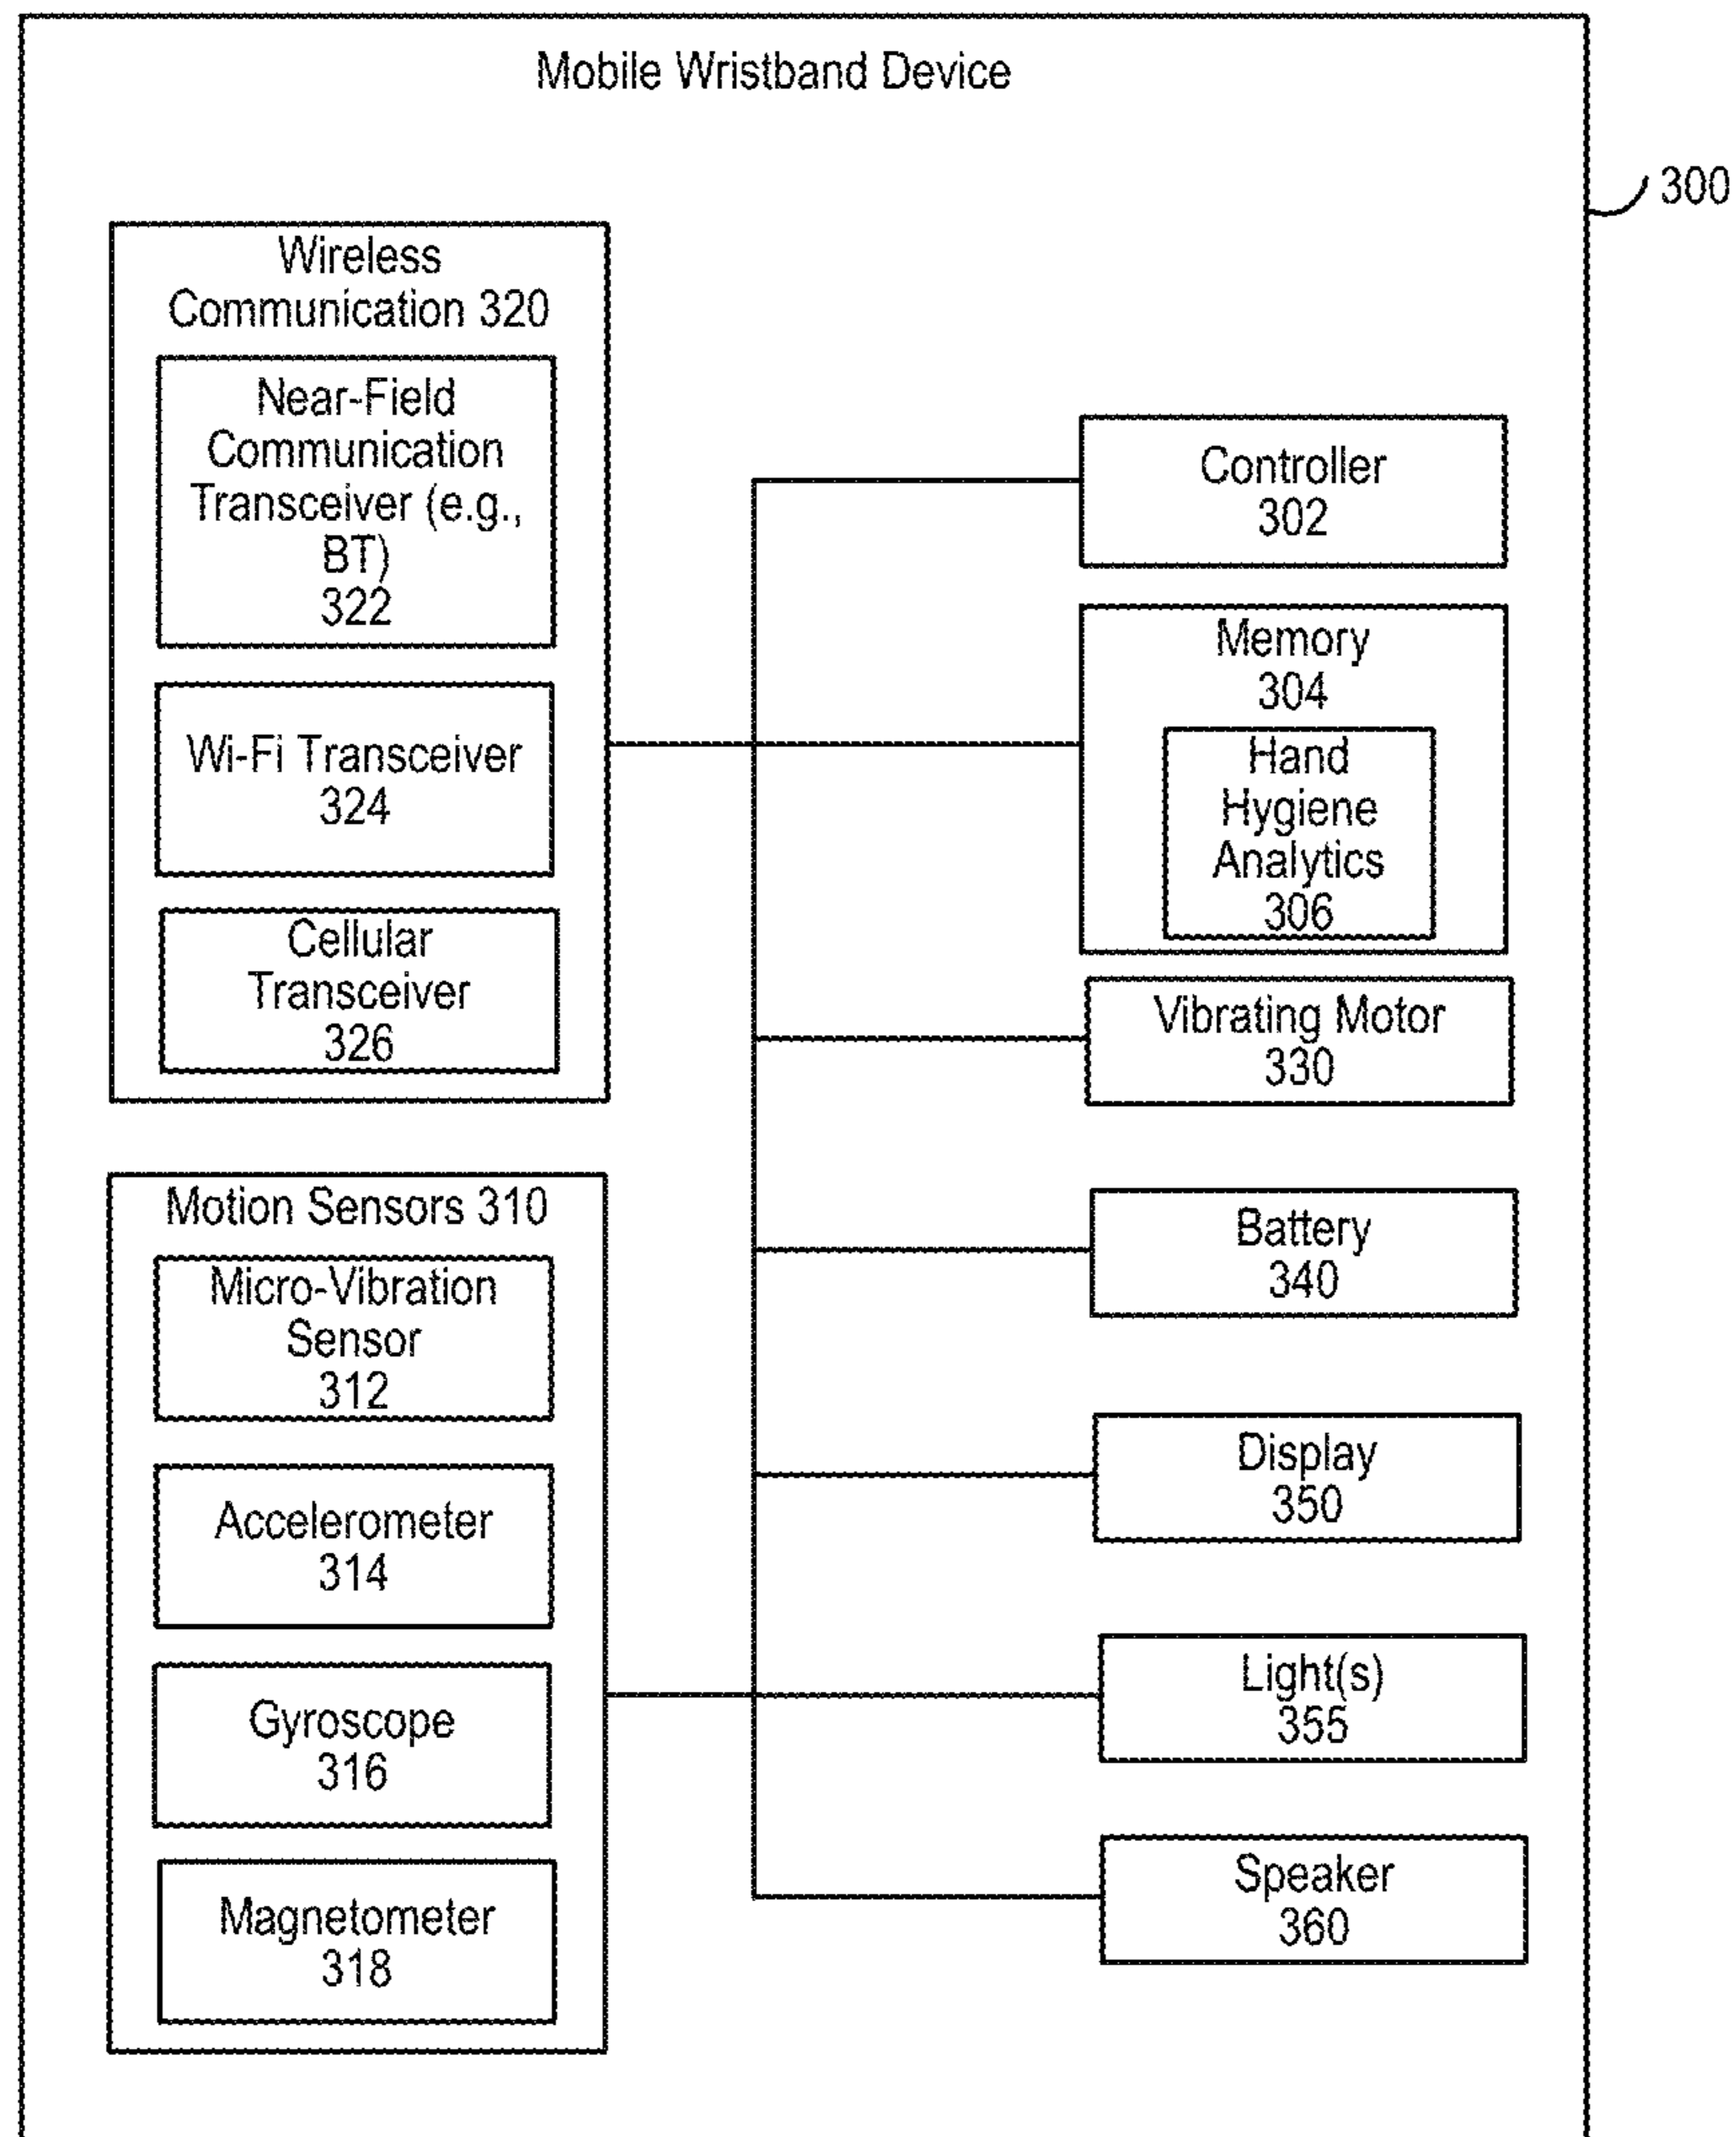 Mobile Wristband Device
300
Wireless
Communication 320
Near-Field
Communication
Transceiver (e.g.,
BT)
322
Wi-Fi Transceiver
324
Cellular
Transceiver
326
Motion Sensors 310
Micro-Vibration
Sensor
312
Accelerometer
314
Gyroscope
316
Magnetometer
318
Controller
302
Memory
304
Hand
Hygiene
Analytics
306
Vibrating Motor
330
Battery
340
Display
350
Light(s)
355
Speaker
360